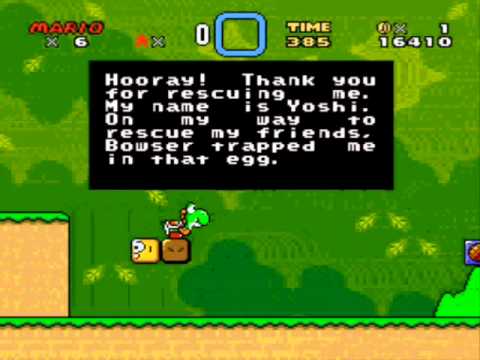 MARIO 0 TIME × 1
× 6 × 385 16410
Hooray! Thank you
for rescuing me.
My name is Yoshi.
On my way to
rescue my friends,
Bowser trapped me
in that egg.